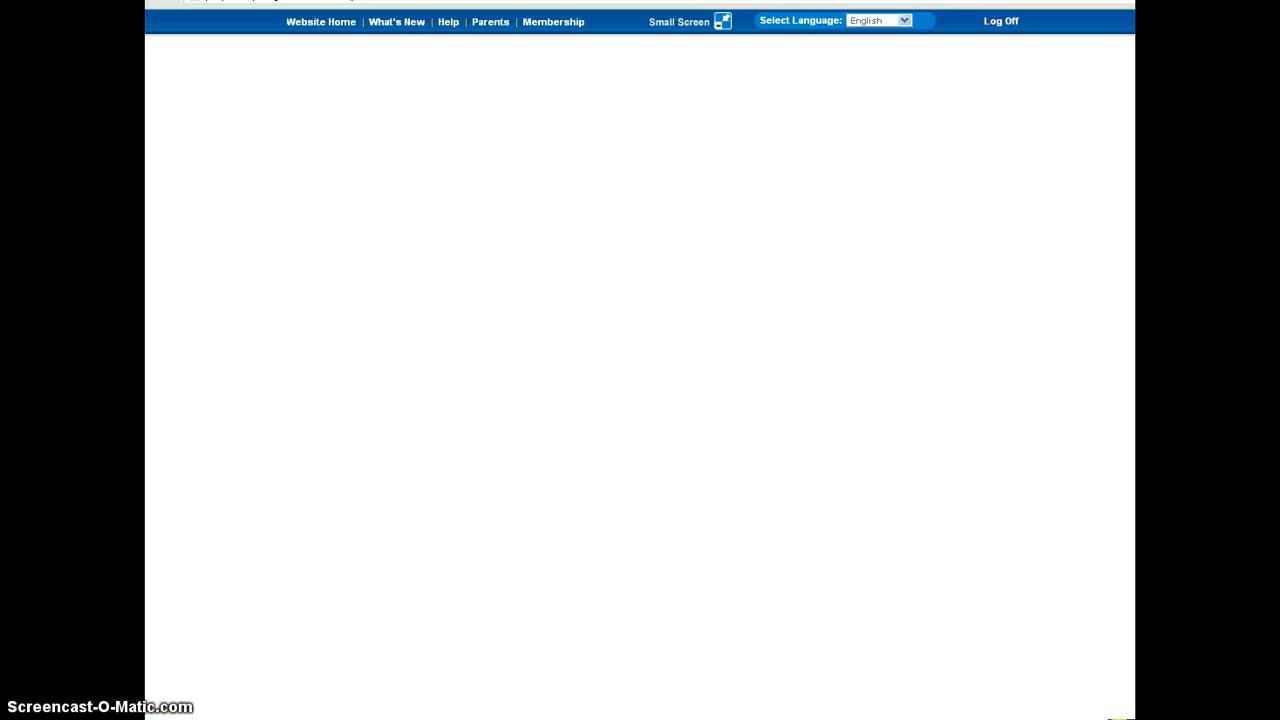 Website Home | What's New | Help | Parents | Membership
Small Screen
Select Language: English
Log Off
Screencast-O-Matic.com